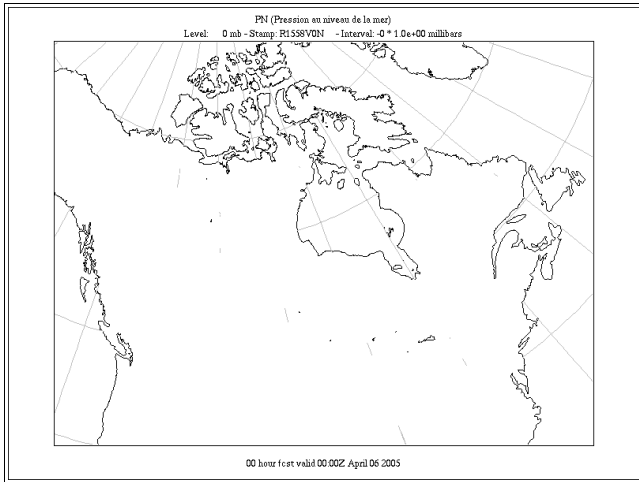 PN (Pression au niveau de la mer)
Level: 0 mb - Stamp: R1558V0N - Interval: -0 * 1.0e+00 millibars
00 hour fcst valid 00:00Z April 06 2005